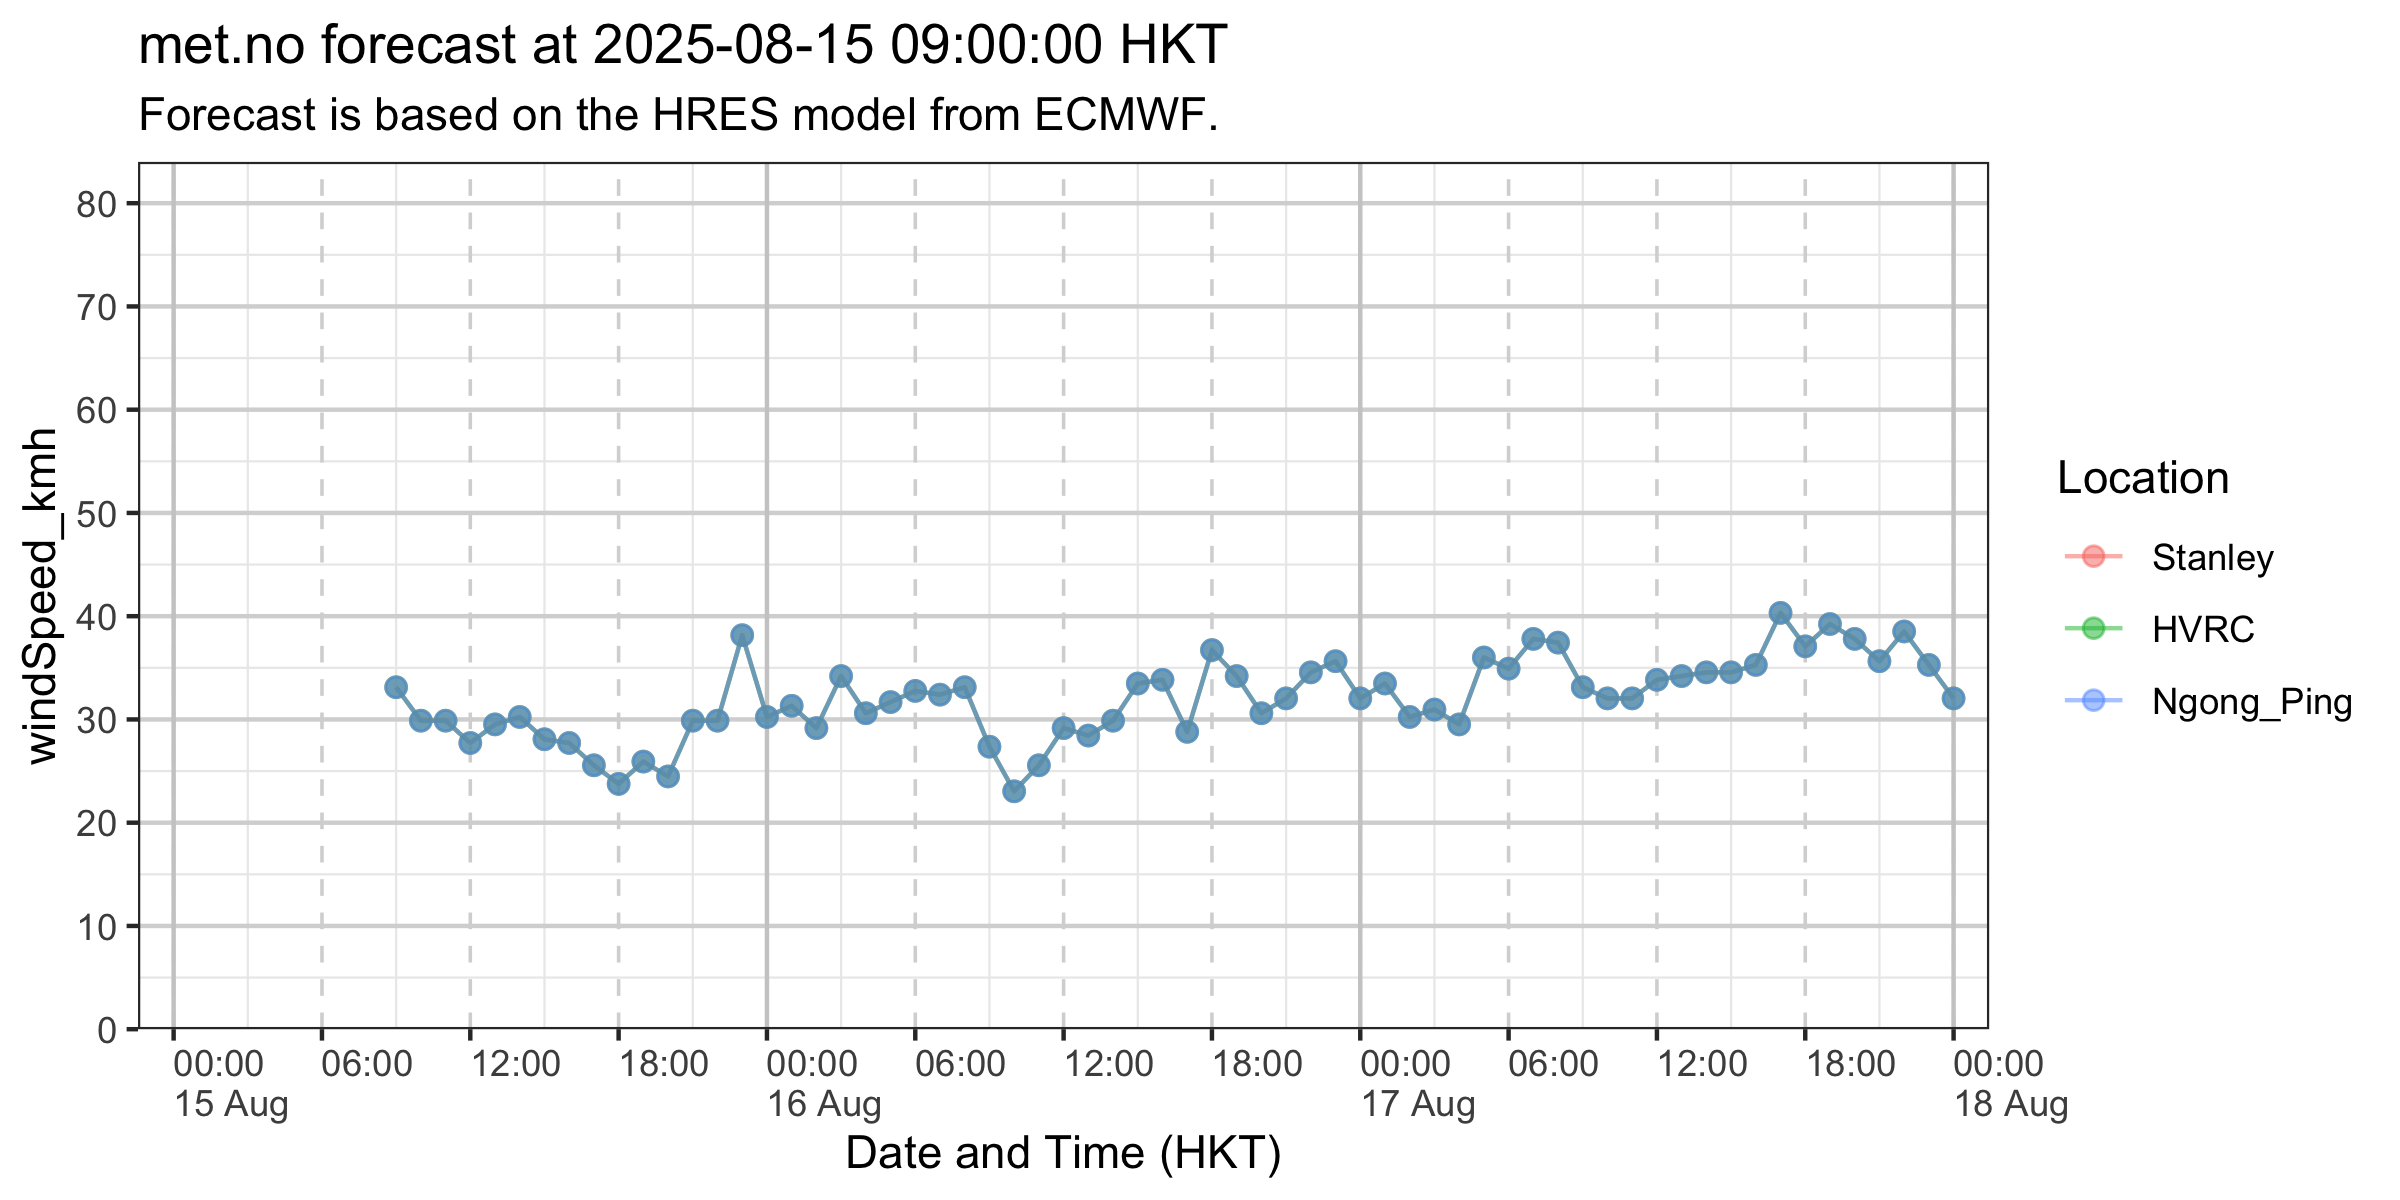 met.no forecast at 2025-08-15 09:00:00 HKT
Forecast is based on the HRES model from ECMWF.
windSpeed_kmh
80
70
60
50
40
30
20
10
0
00:00 06:00 12:00 18:00 00:00 06:00 12:00 18:00 00:00 06:00 12:00 18:00 00:00
15 Aug 16 Aug 17 Aug 18 Aug
Date and Time (HKT)
Location
Stanley
HVRC
Ngong_Ping